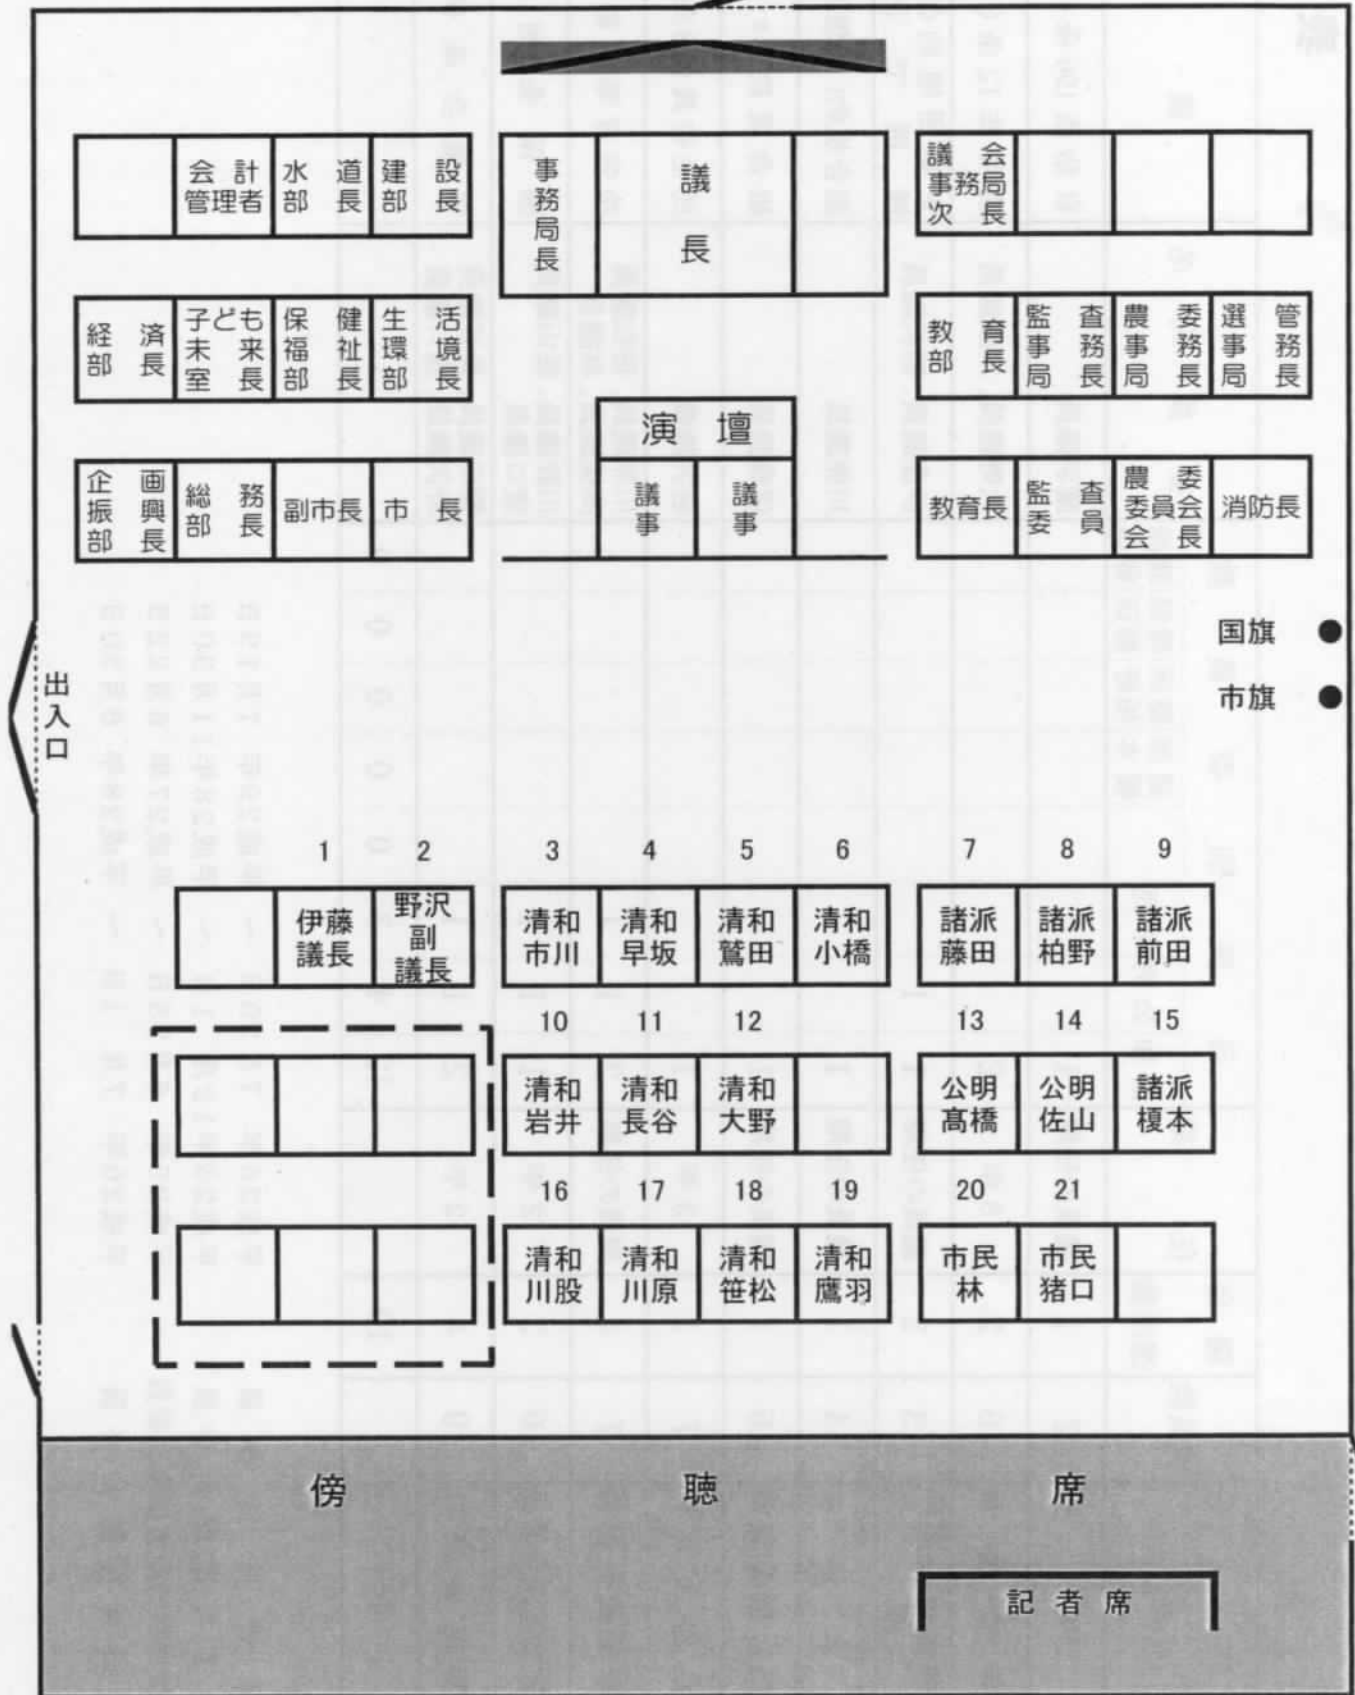 会計
管理者
水道
部長
建設
部長
事務局長
議長
議会
事務局
次長
経済
部長
子ども
未来
室長
保健
福祉
部長
生活
環境
部長
教育
部長
監査
事務
局長
農委
事務
局長
選管
事務
局長
演壇
議事
議事
企画
振興
部長
総務
部長
副市長
市長
教育長
監査
委員
農委
委員会
会長
消防長
国旗
市旗
出入口
1 2 3 4 5 6 7 8 9
伊藤
議長
野沢
副
議長
清和
市川
清和
早坂
清和
鷲田
清和
小橋
諸派
藤田
諸派
柏野
諸派
前田
10 11 12 13 14 15
清和
岩井
清和
長谷
清和
大野
公明
髙橋
公明
佐山
諸派
榎本
16 17 18 19 20 21
清和
川股
清和
川原
清和
笹松
清和
鷹羽
市民
林
市民
猪口
傍聴席
記者席